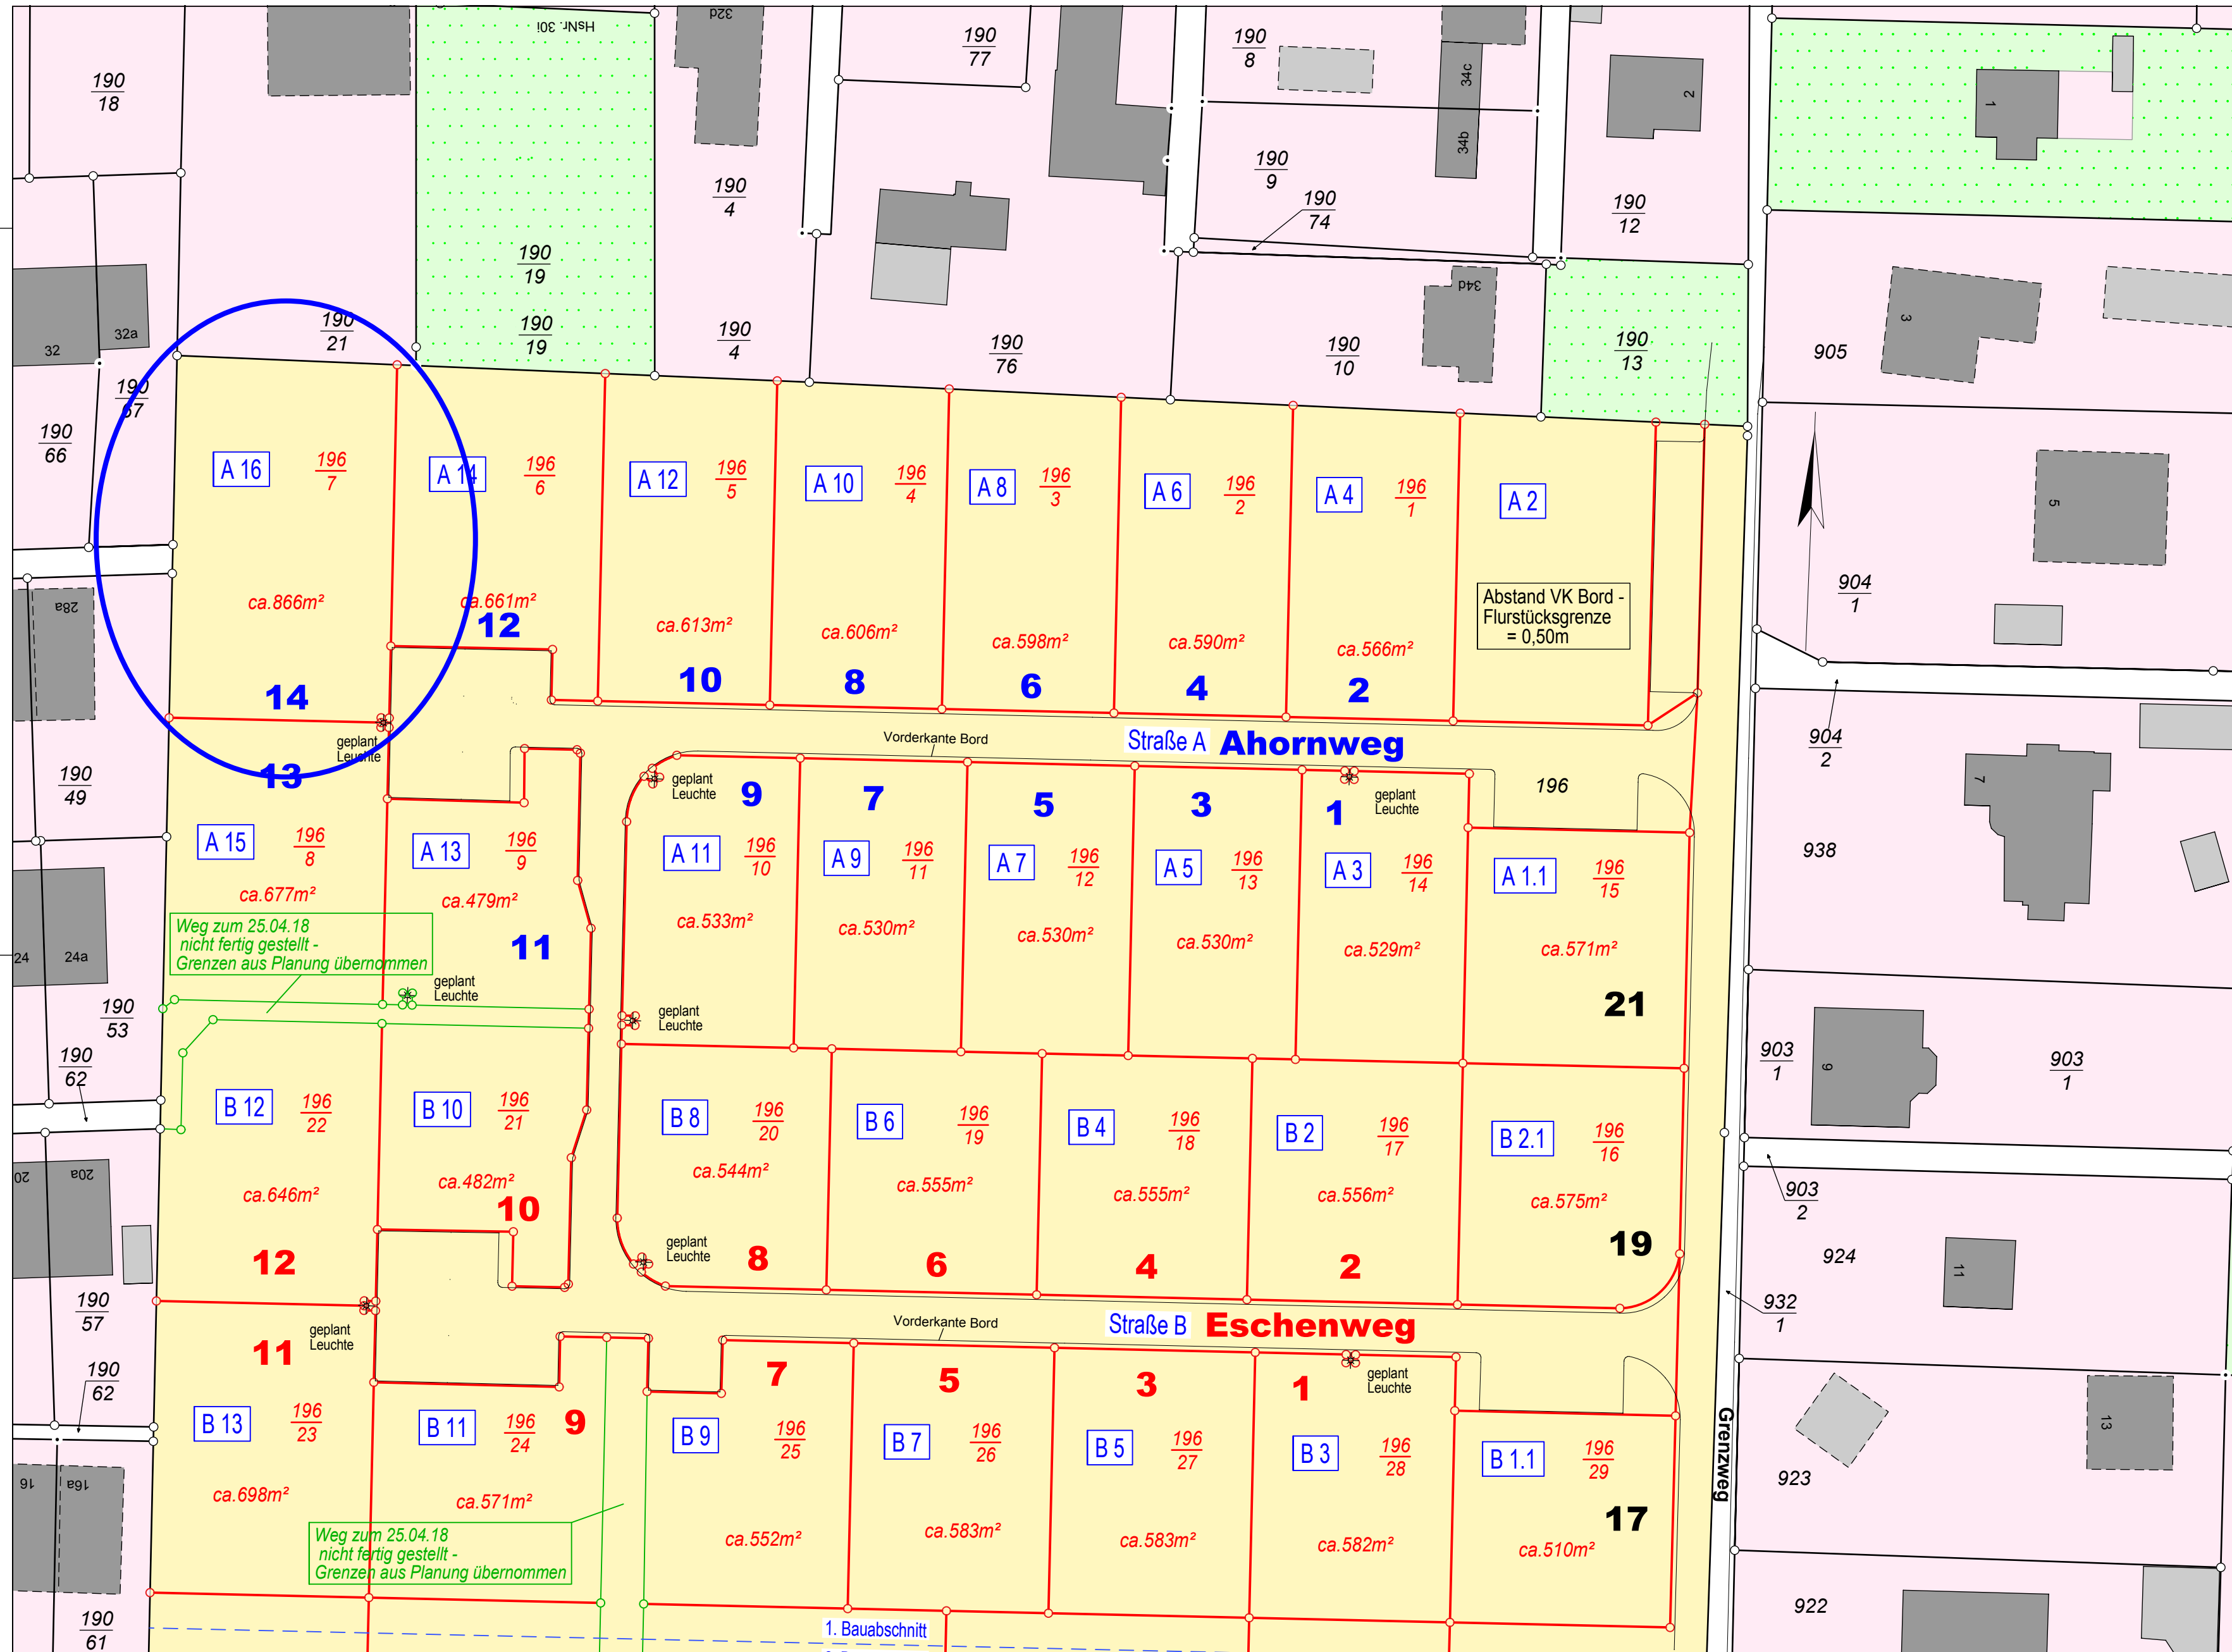 HsNr. 30i
32d
190
77
190
8
34c
2
1
190
18
34b
190
9
190
4
190
74
190
12
190
19
34d
3
190
21
32a
32
190
19
190
4
190
76
190
10
190
13
905
190
67
190
66
A 16
196
7
A 14
196
6
A 12
196
5
A 10
196
4
A 8
196
3
A 6
196
2
A 4
196
1
A 2
5
28a
ca.866m²
ca.661m²
12
ca.613m²
ca.606m²
ca.598m²
ca.590m²
ca.566m²
Abstand VK Bord -
Flurstücksgrenze
= 0,50m
904
1
14
10
8
6
4
2
geplant
Leuchte
Vorderkante Bord
Straße A
Ahornweg
904
2
13
190
49
geplant
Leuchte
9
7
5
3
1
geplant
Leuchte
196
7
A 15
196
8
A 13
196
9
A 11
196
10
A 9
196
11
A 7
196
12
A 5
196
13
A 3
196
14
A 1.1
196
15
938
ca.677m²
ca.479m²
ca.533m²
ca.530m²
ca.530m²
ca.530m²
ca.529m²
ca.571m²
Weg zum 25.04.18
nicht fertig gestellt -
Grenzen aus Planung übernommen
11
24
24a
geplant
Leuchte
geplant
Leuchte
21
190
53
190
62
903
1
9
903
1
B 12
196
22
B 10
196
21
B 8
196
20
B 6
196
19
B 4
196
18
B 2
196
17
B 2.1
196
16
20
20a
ca.646m²
ca.482m²
ca.544m²
ca.555m²
ca.555m²
ca.556m²
ca.575m²
903
2
10
12
geplant
Leuchte
8
6
4
2
19
924
11
190
57
932
1
11
geplant
Leuchte
Vorderkante Bord
Straße B
Eschenweg
190
62
7
5
3
1
geplant
Leuchte
9
B 13
196
23
B 11
196
24
B 9
196
25
B 7
196
26
B 5
196
27
B 3
196
28
B 1.1
196
29
Grenzweg
13
923
16
16a
ca.698m²
ca.571m²
ca.552m²
ca.583m²
ca.583m²
ca.582m²
ca.510m²
17
Weg zum 25.04.18
nicht fertig gestellt -
Grenzen aus Planung übernommen
190
61
1. Bauabschnitt
922